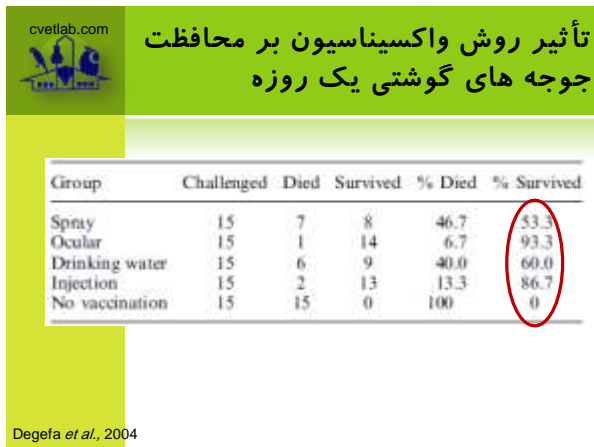 cvetlab.com
تأثیر روش واکسیناسیون بر محافظت
جوجه های گوشتی یک روزه
Group Challenged Died Survived % Died % Survived
Spray 15 7 8 46.7 53.3
Ocular 15 1 14 6.7 93.3
Drinking water 15 6 9 40.0 60.0
Injection 15 2 13 13.3 86.7
No vaccination 15 15 0 100 0
Degefa et al., 2004